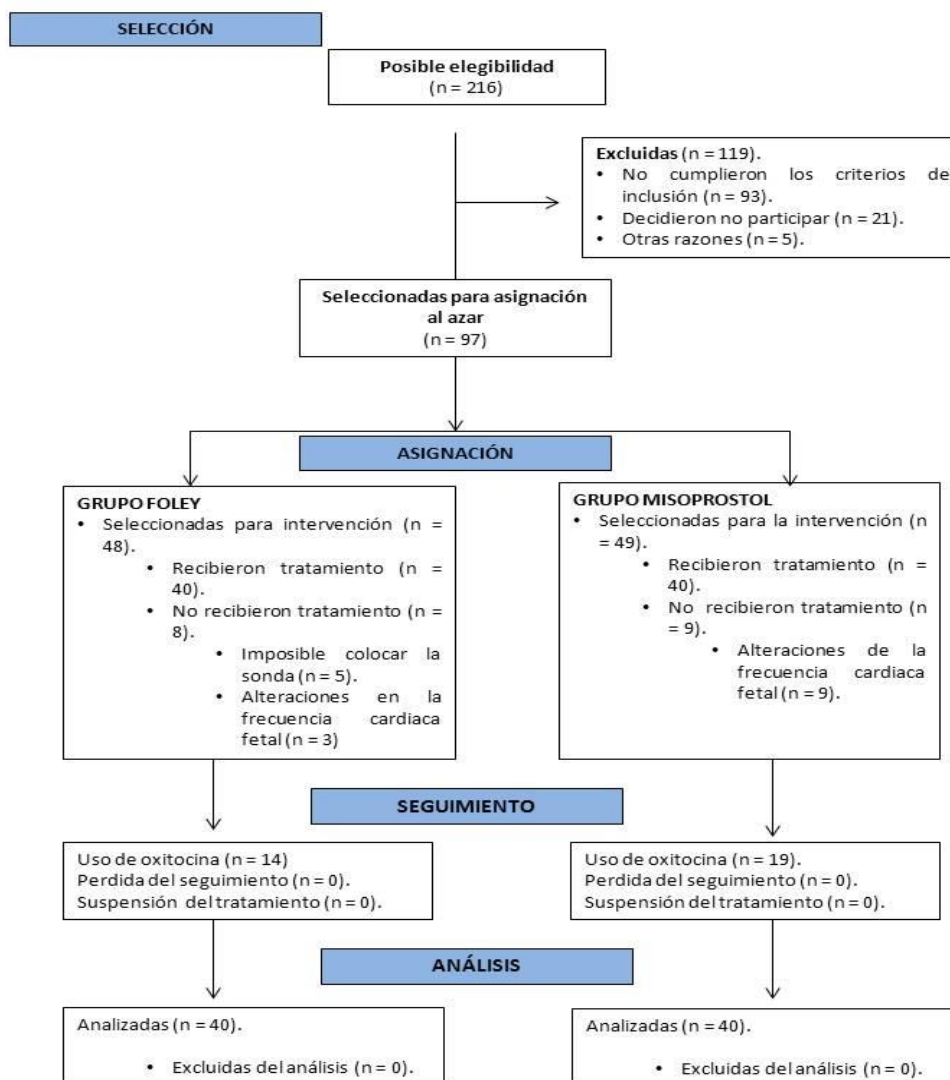 SELECCIÓN
Posible elegibilidad
(n = 216)
Excluidas (n = 119).
• No cumplieron los criterios de
inclusión (n = 93).
• Decidieron no participar (n = 21).
• Otras razones (n = 5).
Seleccionadas para asignación
al azar
(n = 97)
ASIGNACIÓN
GRUPO FOLEY
• Seleccionadas para intervención (n =
48).
• Recibieron tratamiento (n =
40).
• No recibieron tratamiento (n =
8).
• Imposible colocar la
sonda (n = 5).
• Alteraciones en la
frecuencia cardiaca
fetal (n = 3)
GRUPO MISOPROSTOL
• Seleccionadas para la intervención (n
= 49).
• Recibieron tratamiento (n =
40).
• No recibieron tratamiento (n
= 9).
• Alteraciones de la
frecuencia cardiaca
fetal (n = 9).
SEGUIMIENTO
Uso de oxitocina (n = 14)
Perdida del seguimiento (n = 0).
Suspensión del tratamiento (n = 0).
Uso de oxitocina (n = 19).
Perdida del seguimiento (n = 0).
Suspensión del tratamiento (n = 0).
ANÁLISIS
Analizadas (n = 40).
• Excluidas del análisis (n = 0).
Analizadas (n = 40).
• Excluidas del análisis (n = 0).